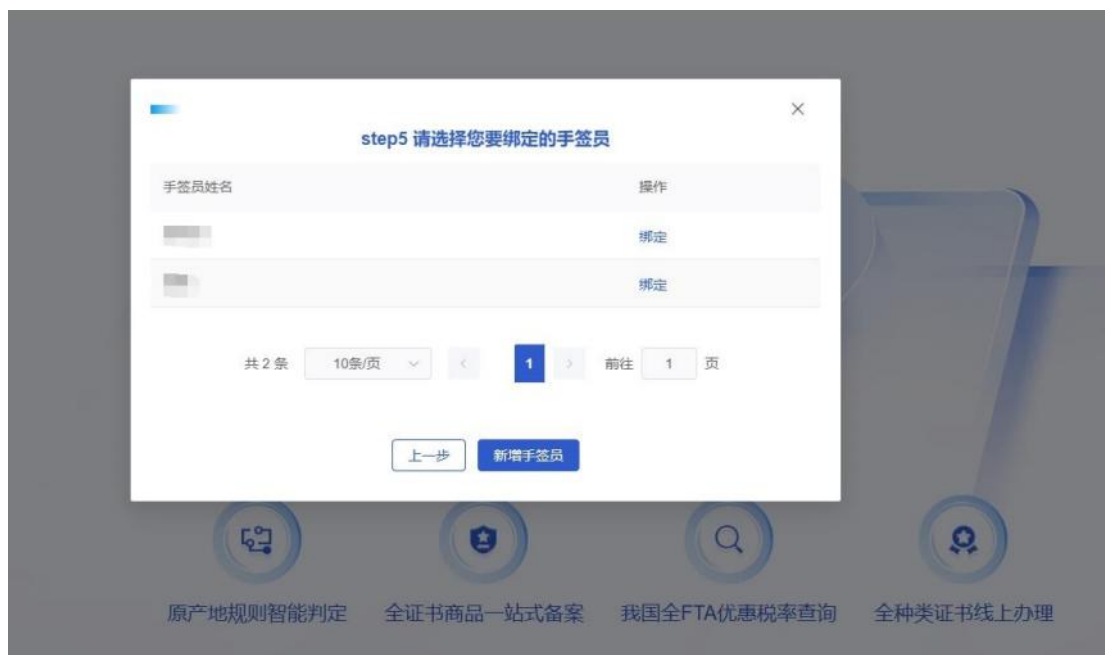 step5 请选择您要绑定的手签员
手签员姓名 操作
绑定
绑定
共 2 条 10条/页 1 前往 1 页
上一步 新增手签员
原产地规则智能判定 全证书商品一站式备案 我国全FTA优惠税率查询 全种类证书线上办理